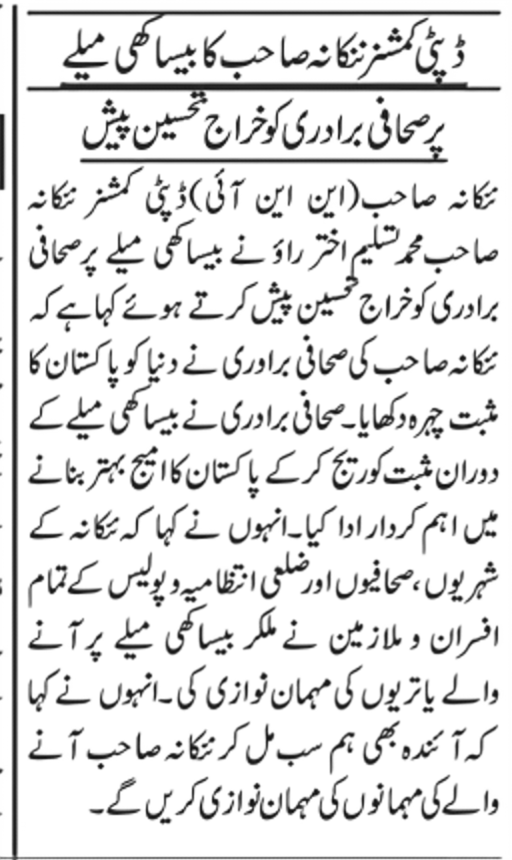 ڈپٹی کمشنر ننکانہ صاحب کا بیساکھی میلے
پر صحافی برادری کو خراج تحسین پیش
ننکانہ صاحب (این این آئی) ڈپٹی کمشنر ننکانہ
صاحب محمد تسلیم اختر راؤ نے بیساکھی میلے پر صحافی
برادری کو خراج تحسین پیش کرتے ہوئے کہا ہے کہ
ننکانہ صاحب کی صحافی براوری نے دنیا کو پاکستان کا
مثبت چہرہ دکھایا۔ صحافی برادری نے بیساکھی میلے کے
دوران مثبت کوریج کرکے پاکستان کا امیج بہتر بنانے
میں اہم کردار ادا کیا۔ انہوں نے کہا کہ ننکانہ کے
شہریوں، صحافیوں اور ضلعی انتظامیہ و پولیس کے تمام
افسران و ملازمین نے ملکر بیساکھی میلے پر آنے
والے یاتریوں کی مہمان نوازی کی۔ انہوں نے کہا
کہ آئندہ بھی ہم سب مل کر ننکانہ صاحب آنے
والے کی مہمانوں کی مہمان نوازی کریں گے۔